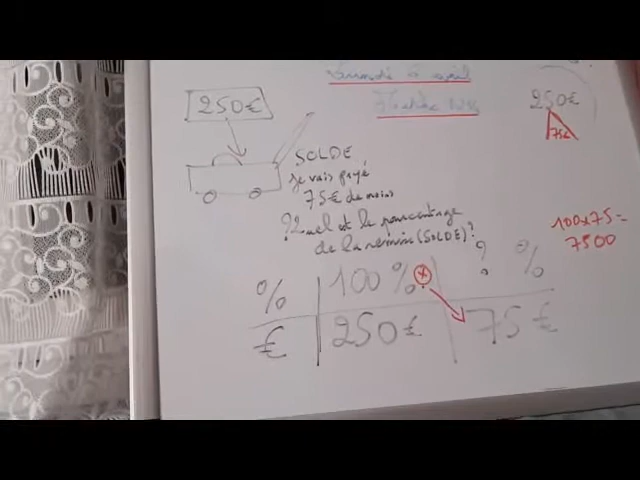 250€
250€
75€
SOLDE
Je vais payé
75€ de moins
? Quel est le pourcentage
de la remise (SOLDE)?
100x75=
7500
% 100% x ? %
€ 250€ 75€